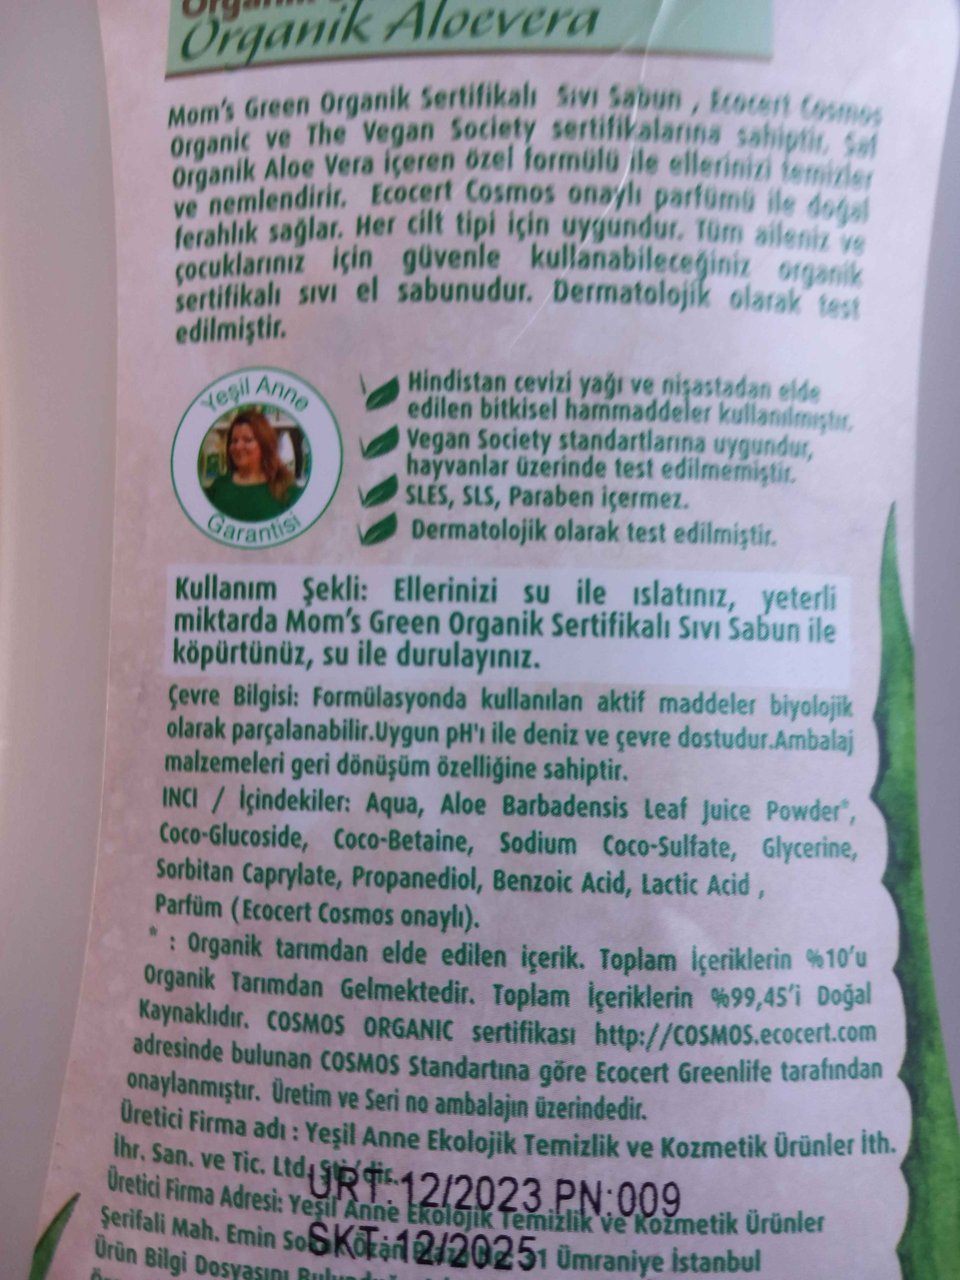 Organik
Organik Aloevera
Mom's Green Organik Sertifikalı Sıvı Sabun , Ecocert Cosmos
Organic ve The Vegan Society sertifikalarına sahiptir. Saf
Organik Aloe Vera içeren özel formülü ile ellerinizi temizler
ve nemlendirir. Ecocert Cosmos onaylı parfümü ile doğal
ferahlık sağlar. Her cilt tipi için uygundur. Tüm aileniz ve
çocuklarınız için güvenle kullanabileceğiniz organik
sertifikalı sıvı el sabunudur. Dermatolojik olarak test
edilmiştir.
Yeşil Anne
Garantisi
Hindistan cevizi yağı ve nişastadan elde
edilen bitkisel hammaddeler kullanılmıştır.
Vegan Society standartlarına uygundur,
hayvanlar üzerinde test edilmemiştir.
SLES, SLS, Paraben içermez.
Dermatolojik olarak test edilmiştir.
Kullanım Şekli: Ellerinizi su ile ıslatınız, yeterli
miktarda Mom's Green Organik Sertifikalı Sıvı Sabun ile
köpürtünüz, su ile durulayınız.
Çevre Bilgisi: Formülasyonda kullanılan aktif maddeler biyolojik
olarak parçalanabilir.Uygun pH'ı ile deniz ve çevre dostudur.Ambalaj
malzemeleri geri dönüşüm özelliğine sahiptir.
INCI / İçindekiler: Aqua, Aloe Barbadensis Leaf Juice Powder*,
Coco-Glucoside, Coco-Betaine, Sodium Coco-Sulfate, Glycerine,
Sorbitan Caprylate, Propanediol, Benzoic Acid, Lactic Acid ,
Parfüm (Ecocert Cosmos onaylı).
* : Organik tarımdan elde edilen içerik. Toplam İçeriklerin %10'u
Organik Tarımdan Gelmektedir. Toplam İçeriklerin %99,45'i Doğal
Kaynaklıdır. COSMOS ORGANIC sertifikası http://COSMOS.ecocert.com
adresinde bulunan COSMOS Standartına göre Ecocert Greenlife tarafından
onaylanmıştır. Üretim ve Seri no ambalajın üzerindedir.
Üretici Firma adı : Yeşil Anne Ekolojik Temizlik ve Kozmetik Ürünler İth.
İhr. San. ve Tic. Ltd.
URT:12/2023 PN:009
Üretici Firma Adresi: Yeşil Anne Ekolojik Temizlik ve Kozmetik Ürünler
Şerifali Mah. Emin 51 Ümraniye İstanbul
SKT:12/2025
Ürün Bilgi Dosyasını